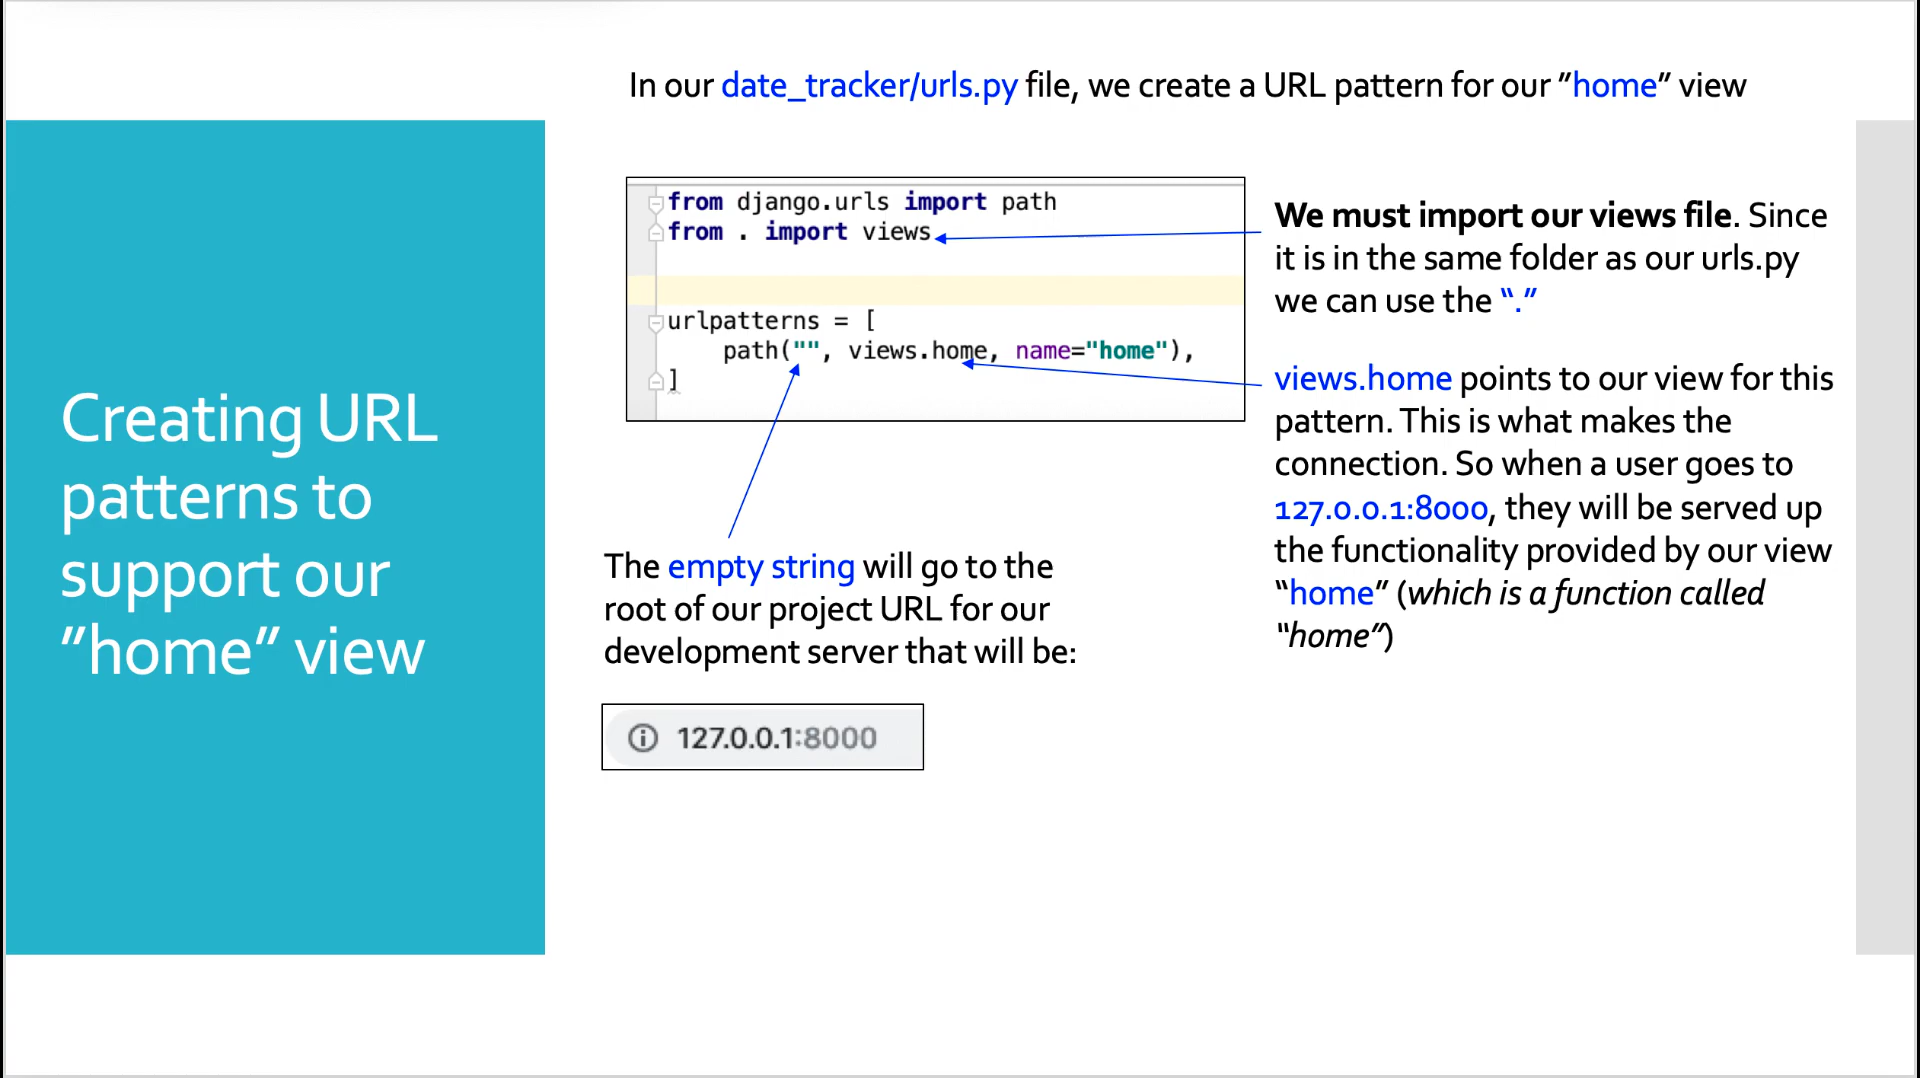 In our date_tracker/urls.py file, we create a URL pattern for our ”home” view
Creating URL
patterns to
support our
”home” view
from django.urls import path
from . import views
urlpatterns = [
    path("", views.home, name="home"),
]
We must import our views file. Since
it is in the same folder as our urls.py
we can use the “.”
views.home points to our view for this
pattern. This is what makes the
connection. So when a user goes to
127.0.0.1:8000, they will be served up
the functionality provided by our view
“home” (which is a function called
“home”)
The empty string will go to the
root of our project URL for our
development server that will be:
127.0.0.1:8000